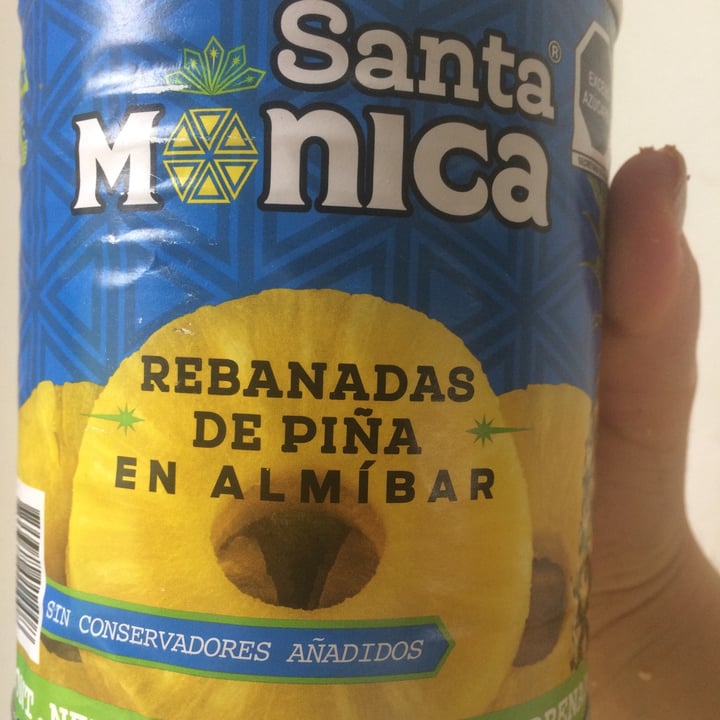 Santa®
MONICA
REBANADAS
DE PIÑA
EN ALMÍBAR
SIN CONSERVADORES AÑADIDOS